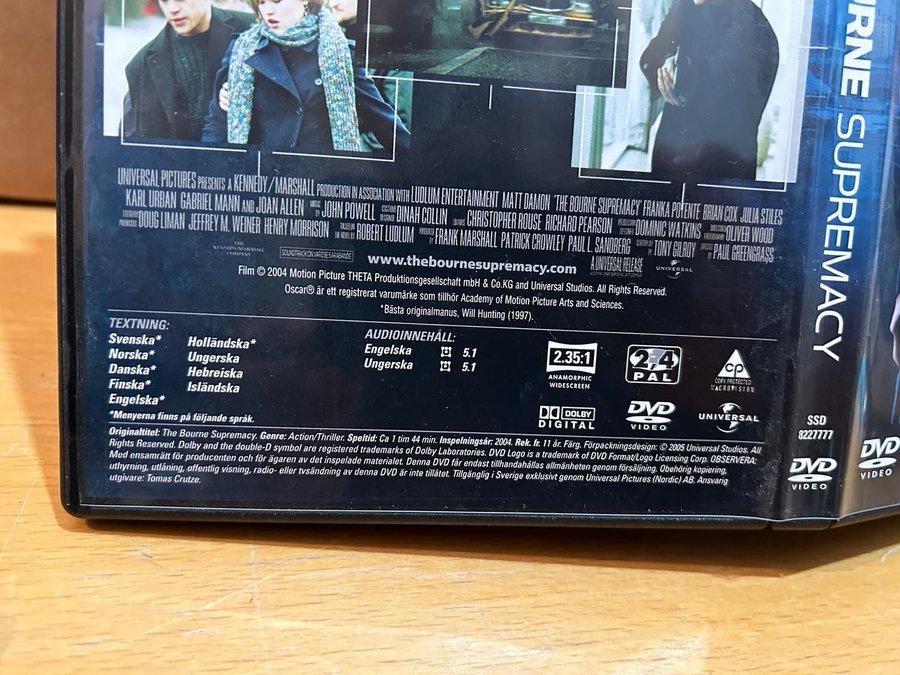 UNIVERSAL PICTURES PRESENTS A KENNEDY/MARSHALL PRODUCTION IN ASSOCIATION WITH LUDLUM ENTERTAINMENT MATT DAMON 'THE BOURNE SUPREMACY' FRANKA POTENTE BRIAN COX JULIA STILES
KARL URBAN GABRIEL MANN AND JOAN ALLEN MUSIC BY JOHN POWELL COSTUME DESIGNER DINAH COLLIN EDITORS CHRISTOPHER ROUSE RICHARD PEARSON PRODUCTION DESIGNER DOMINIC WATKINS DIRECTOR OF PHOTOGRAPHY OLIVER WOOD
EXECUTIVE PRODUCERS DOUG LIMAN JEFFREY M. WEINER HENRY MORRISON BASED ON THE NOVEL BY ROBERT LUDLUM PRODUCED BY FRANK MARSHALL PATRICK CROWLEY PAUL L. SANDBERG SCREENPLAY BY TONY GILROY DIRECTED BY PAUL GREENGRASS
THE KENNEDY/MARSHALL COMPANY
SOUNDTRACK ON VARÈSE SARABANDE
www.thebournesupremacy.com
A UNIVERSAL RELEASE
UNIVERSAL
Film © 2004 Motion Picture THETA Produktionsgesellschaft mbH & Co.KG and Universal Studios. All Rights Reserved.
Oscar® är ett registrerat varumärke som tillhör Academy of Motion Picture Arts and Sciences.
*Bästa originalmanus, Will Hunting (1997).
TEXTNING:
Svenska*
Norska*
Danska*
Finska*
Engelska*
Holländska*
Ungerska
Hebreiska
Isländska
*Menyerna finns på följande språk.
AUDIOINNEHÅLL:
Engelska 5.1
Ungerska 5.1
2.35:1
ANAMORPHIC
WIDESCREEN
2 4
PAL
CP
COPY PROTECTED
MACROVISION
DOLBY
DIGITAL
DVD
VIDEO
UNIVERSAL
Originaltitel: The Bourne Supremacy. Genre: Action/Thriller. Speltid: Ca 1 tim 44 min. Inspelningsår: 2004. Rek. fr. 11 år. Färg. Förpackningsdesign: © 2005 Universal Studios. All
Rights Reserved. Dolby and the double-D symbol are registered trademarks of Dolby Laboratories. DVD Logo is a trademark of DVD Format/Logo Licensing Corp. OBSERVERA:
Med ensamrätt för producenten och för ägaren av det inspelade materialet. Denna DVD får endast tillhandahållas allmänheten genom försäljning. Obehörig kopiering,
uthyrning, utlåning, offentlig visning, radio- eller tvsändning av denna DVD är inte tillåtet. Tillgänglig i Sverige exklusivt genom Universal Pictures (Nordic) AB. Ansvarig
utgivare: Tomas Crutze.
URNE SUPREMACY
SSD
8227777
DVD
VIDEO
DVD
VIDEO